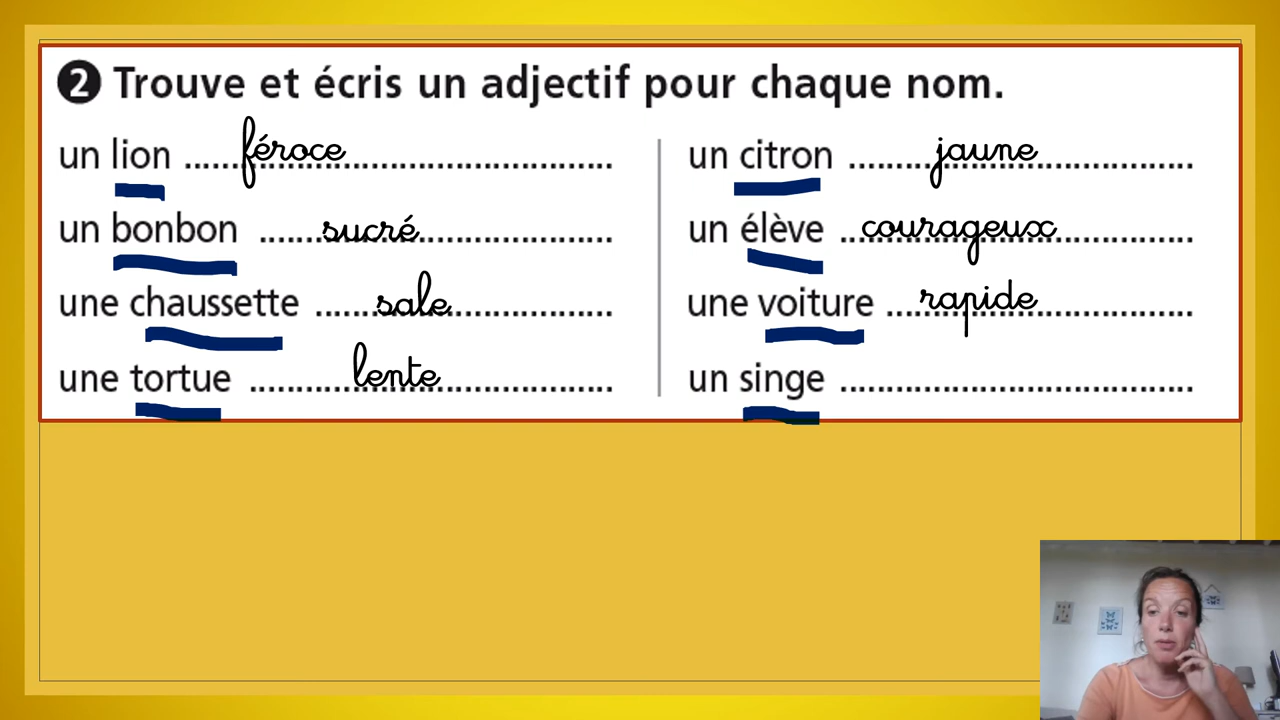 2 Trouve et écris un adjectif pour chaque nom.
un lion ...... féroce ......
un bonbon ...... sucré ......
une chaussette ...... sale ......
une tortue ...... lente ......
un citron ...... jaune ......
un élève ...... courageux ......
une voiture ...... rapide ......
un singe ......